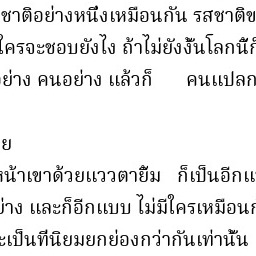 ชาติอย่างหนึ่งเหมือนกัน รสชาติข
ใครจะชอบยังไง ถ้าไม่ยังงั้นโลกนี้ก็
อย่าง คนอย่าง แล้วก็ คนแปลก
ย
หน้าเขาด้วยแววตายิ้ม ก็เป็นอีกแ
ย่าง และก็อีกแบบ ไม่มีใครเหมือนก
ะเป็นที่นิยมยกย่องกว่ากันเท่านั้น